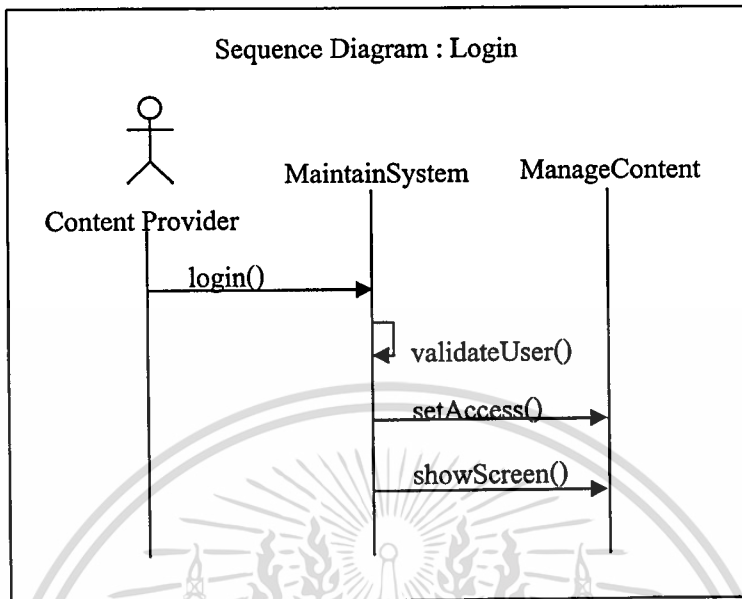 Sequence Diagram : Login
MaintainSystem
ManageContent
Content Provider
login()
validateUser()
setAccess()
showScreen()